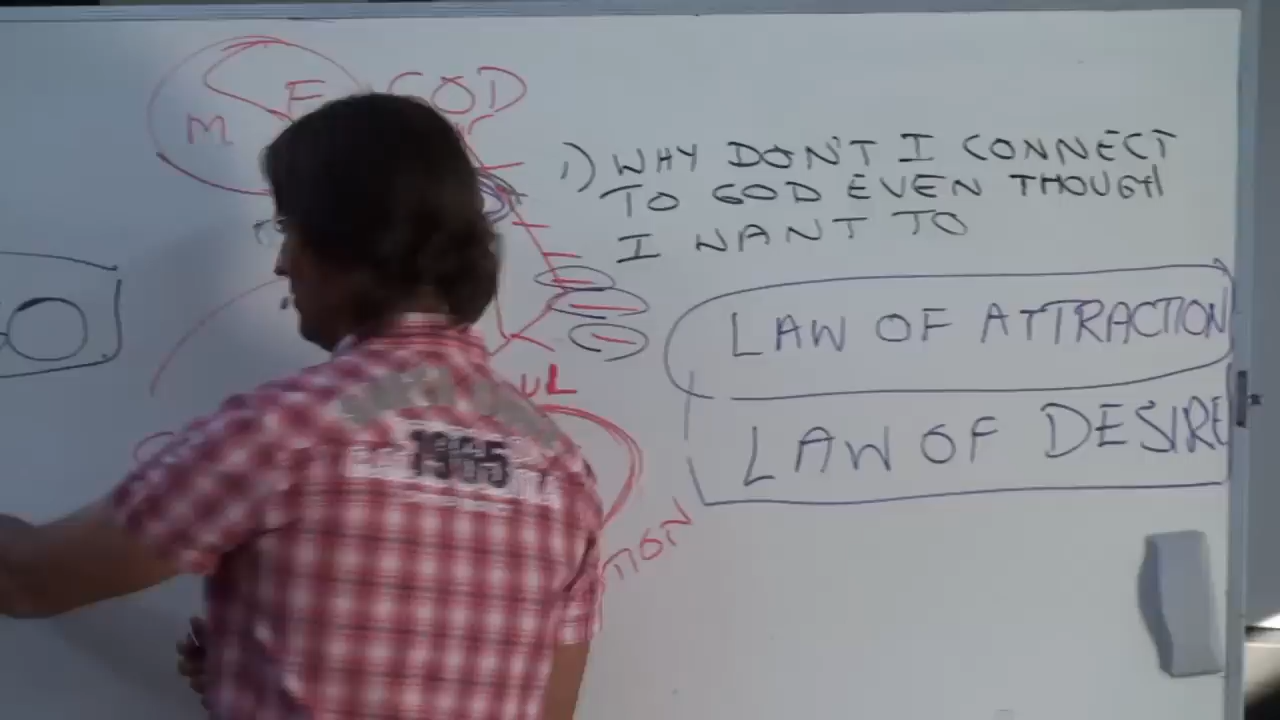 M F GOD
1) WHY DON'T I CONNECT
TO GOD EVEN THOUGH
I WANT TO
LAW OF ATTRACTION
LAW OF DESIRE
UL
TION
1965